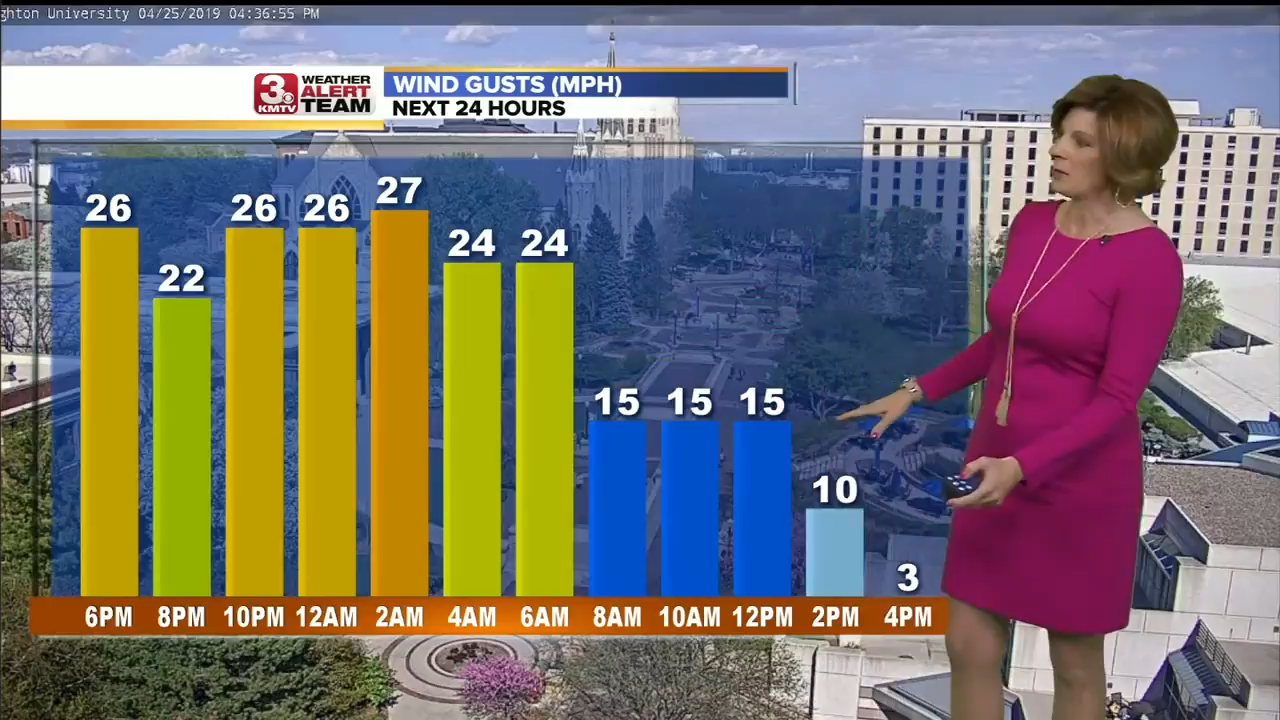 ghton University 04/25/2019 04:36:55 PM
3 KMTV
WEATHER
ALERT
TEAM
WIND GUSTS (MPH)
NEXT 24 HOURS
26 22 26 26 27 24 24 15 15 15 10 3
6PM 8PM 10PM 12AM 2AM 4AM 6AM 8AM 10AM 12PM 2PM 4PM